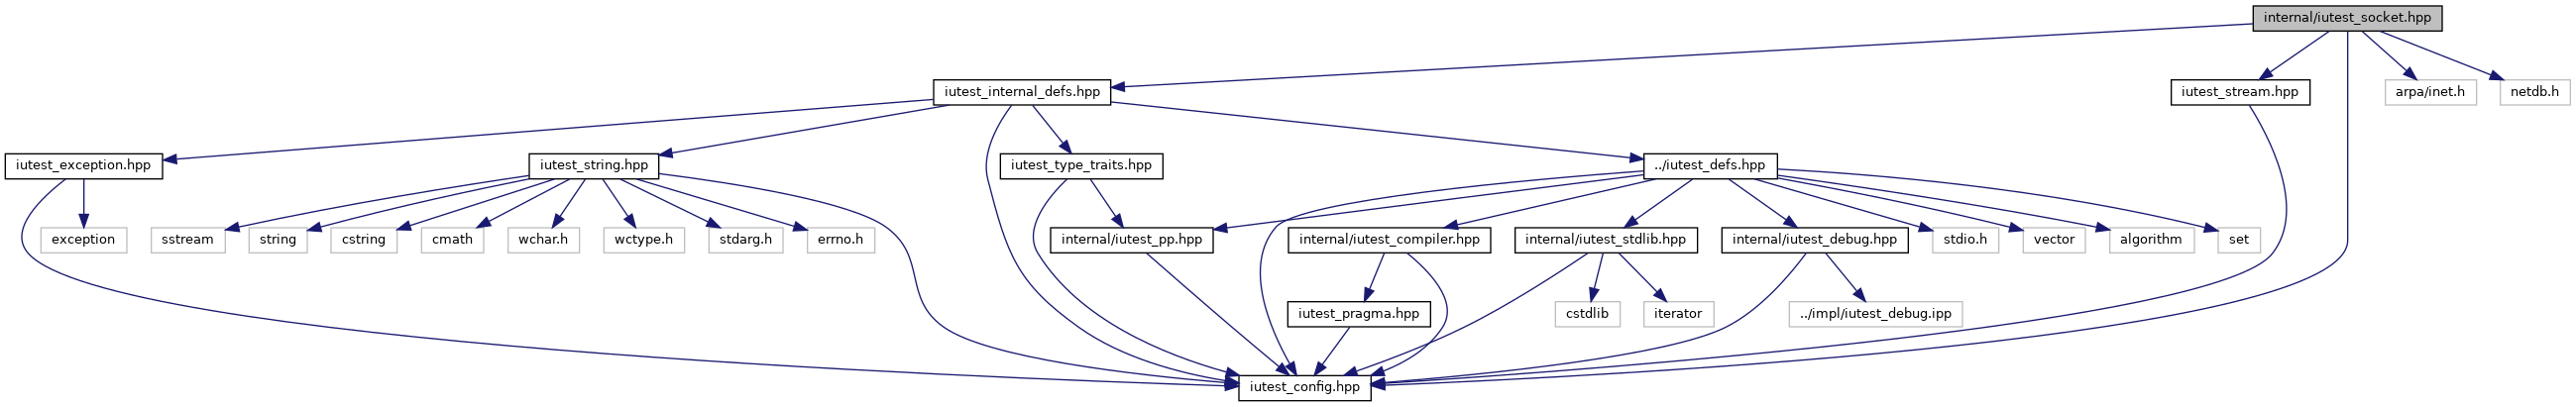 internal/iutest_socket.hpp
iutest_internal_defs.hpp
iutest_stream.hpp
arpa/inet.h
netdb.h
iutest_exception.hpp
iutest_string.hpp
iutest_type_traits.hpp
../iutest_defs.hpp
exception
sstream
string
cstring
cmath
wchar.h
wctype.h
stdarg.h
errno.h
internal/iutest_pp.hpp
internal/iutest_compiler.hpp
internal/iutest_stdlib.hpp
internal/iutest_debug.hpp
stdio.h
vector
algorithm
set
iutest_pragma.hpp
cstdlib
iterator
../impl/iutest_debug.ipp
iutest_config.hpp